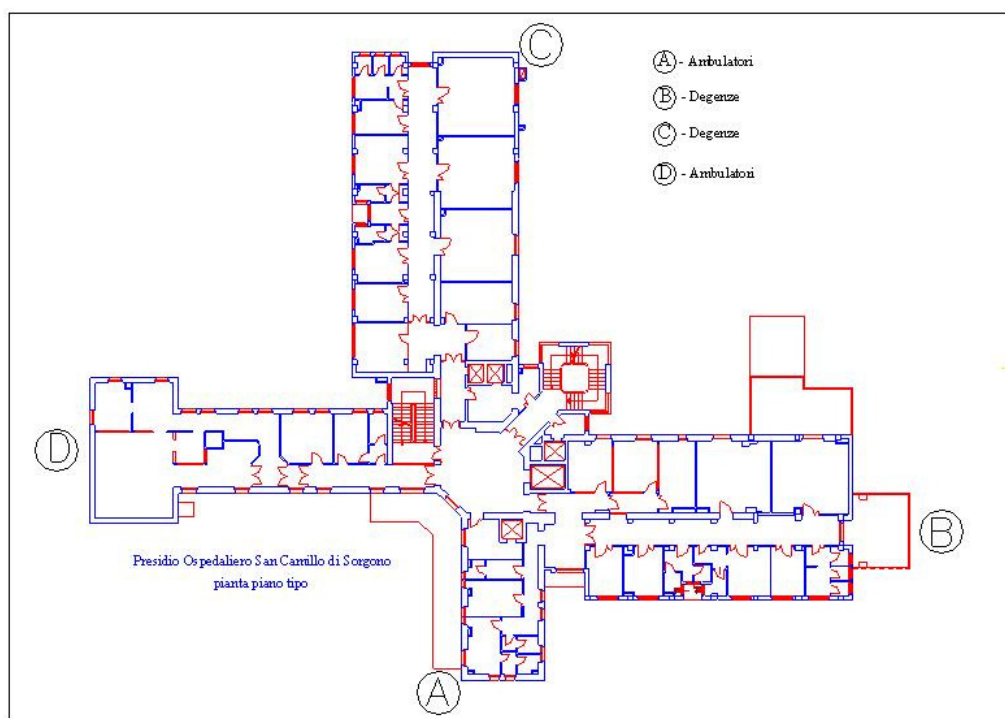 C
A - Ambulatori
B - Degenze
C - Degenze
D - Ambulatori
D
B
Presidio Ospedaliero San Camillo di Sorgono
pianta piano tipo
A